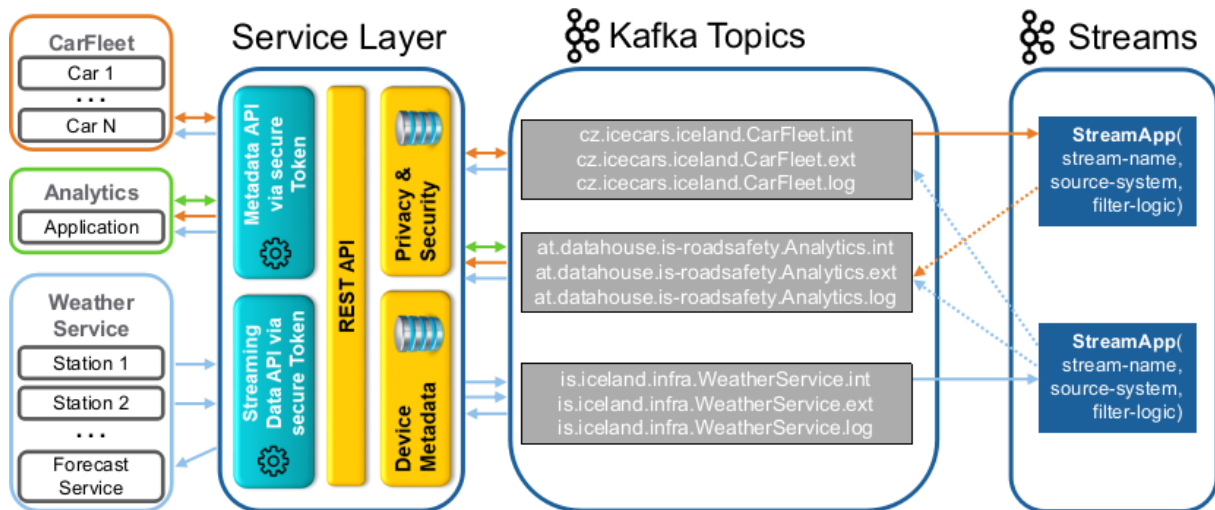 Service Layer
Kafka Topics
Streams
CarFleet
Car 1
...
Car N
Analytics
Application
Weather
Service
Station 1
Station 2
...
Forecast
Service
Metadata API
via secure
Token
Streaming
Data API via
secure Token
REST API
Privacy &
Security
Device
Metadata
cz.icecars.iceland.CarFleet.int
cz.icecars.iceland.CarFleet.ext
cz.icecars.iceland.CarFleet.log
at.datahouse.is-roadsafety.Analytics.int
at.datahouse.is-roadsafety.Analytics.ext
at.datahouse.is-roadsafety.Analytics.log
is.iceland.infra.WeatherService.int
is.iceland.infra.WeatherService.ext
is.iceland.infra.WeatherService.log
StreamApp(
stream-name,
source-system,
filter-logic)
StreamApp(
stream-name,
source-system,
filter-logic)